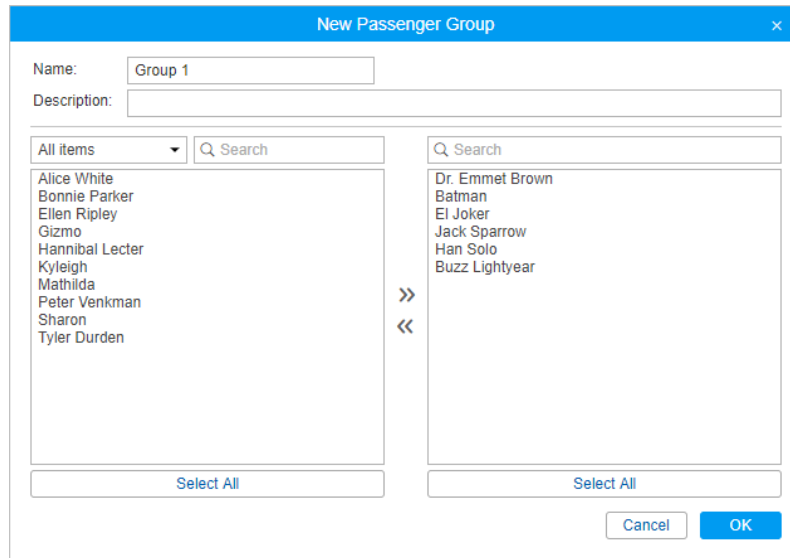 New Passenger Group ×
Name: Group 1
Description:
All items Search Search
Alice White
Bonnie Parker
Ellen Ripley
Gizmo
Hannibal Lecter
Kyleigh
Mathilda
Peter Venkman
Sharon
Tyler Durden
Dr. Emmet Brown
Batman
El Joker
Jack Sparrow
Han Solo
Buzz Lightyear
Select All Select All
Cancel OK